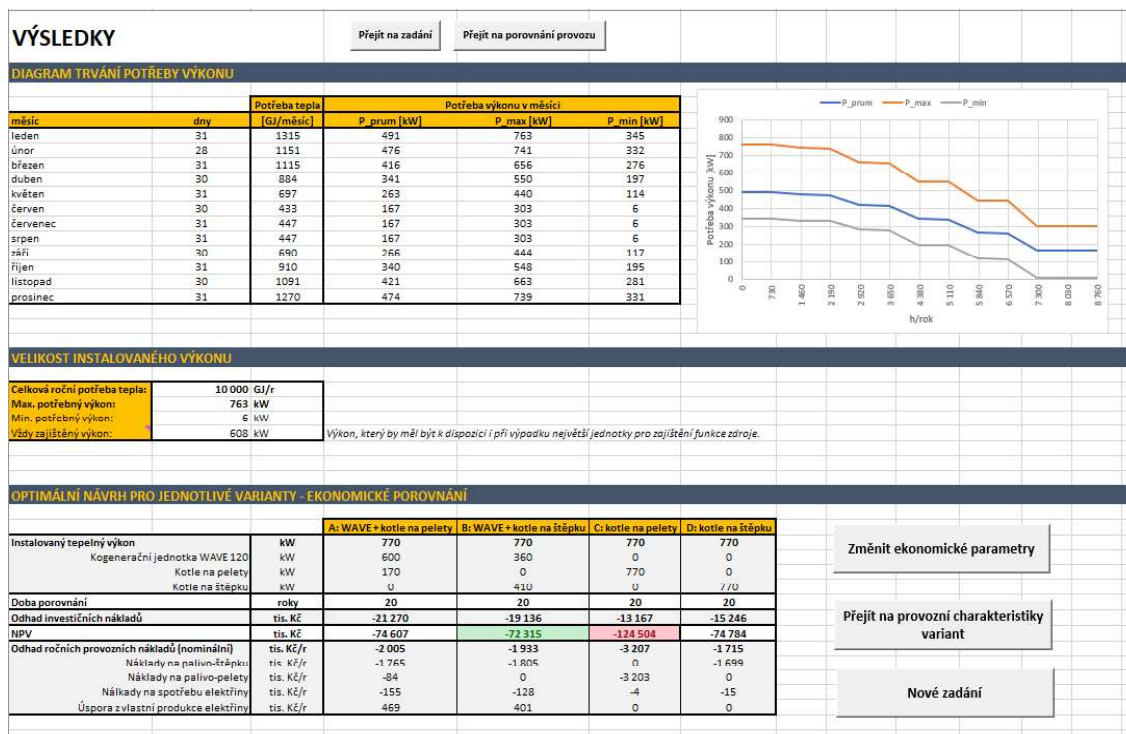 VÝSLEDKY
Přejít na zadání
Přejít na porovnání provozu
DIAGRAM TRVÁNÍ POTŘEBY VÝKONU
Potřeba tepla Potřeba výkonu v měsíci
měsíc dny [GJ/měsíc] P_prum [kW] P_max [kW] P_min [kW]
leden 31 1315 491 763 345
únor 28 1151 476 741 332
březen 31 1115 416 656 276
duben 30 884 341 550 197
květen 31 697 263 440 114
červen 30 433 167 303 6
červenec 31 447 167 303 6
srpen 31 447 167 303 6
září 30 690 266 444 117
říjen 31 910 340 548 195
listopad 30 1091 421 663 281
prosinec 31 1270 474 739 331
P_prum P_max P_min
Potřeba výkonu [kW]
900
800
700
600
500
400
300
200
100
0
0 730 1 460 2 190 2 920 3 650 4 380 5 110 5 840 6 570 7 300 8 030 8 760
h/rok
VELIKOST INSTALOVANÉHO VÝKONU
Celková roční potřeba tepla: 10 000 GJ/r
Max. potřebný výkon: 763 kW
Min. potřebný výkon: 6 kW
Vždy zajištěný výkon: 608 kW Výkon, který by měl být k dispozici i při výpadku největší jednotky pro zajištění funkce zdroje.
OPTIMÁLNÍ NÁVRH PRO JEDNOTLIVÉ VARIANTY - EKONOMICKÉ POROVNÁNÍ
A: WAVE + kotle na pelety B: WAVE + kotle na štěpku C: kotle na pelety D: kotle na štěpku
Instalovaný tepelný výkon kW 770 770 770 770
Kogenerační jednotka WAVE 120 kW 600 360 0 0
Kotle na pelety kW 170 0 770 0
Kotle na štěpku kW 0 410 0 770
Doba porovnání roky 20 20 20 20
Odhad investičních nákladů tis. Kč -21 270 -19 136 -13 167 -15 246
NPV tis. Kč -74 607 -72 315 -124 504 -74 784
Odhad ročních provozních nákladů (nominální) tis. Kč/r -2 005 -1 933 -3 207 -1 715
Náklady na palivo-štěpku tis. Kč/r -1 765 -1 805 0 -1 699
Náklady na palivo-pelety tis. Kč/r -84 0 -3 203 0
Nálkady na spotřebu elektřiny tis. Kč/r -155 -128 -4 -15
Úspora z vlastní produkce elektřiny tis. Kč/r 469 401 0 0
Změnit ekonomické parametry
Přejít na provozní charakteristiky
variant
Nové zadání